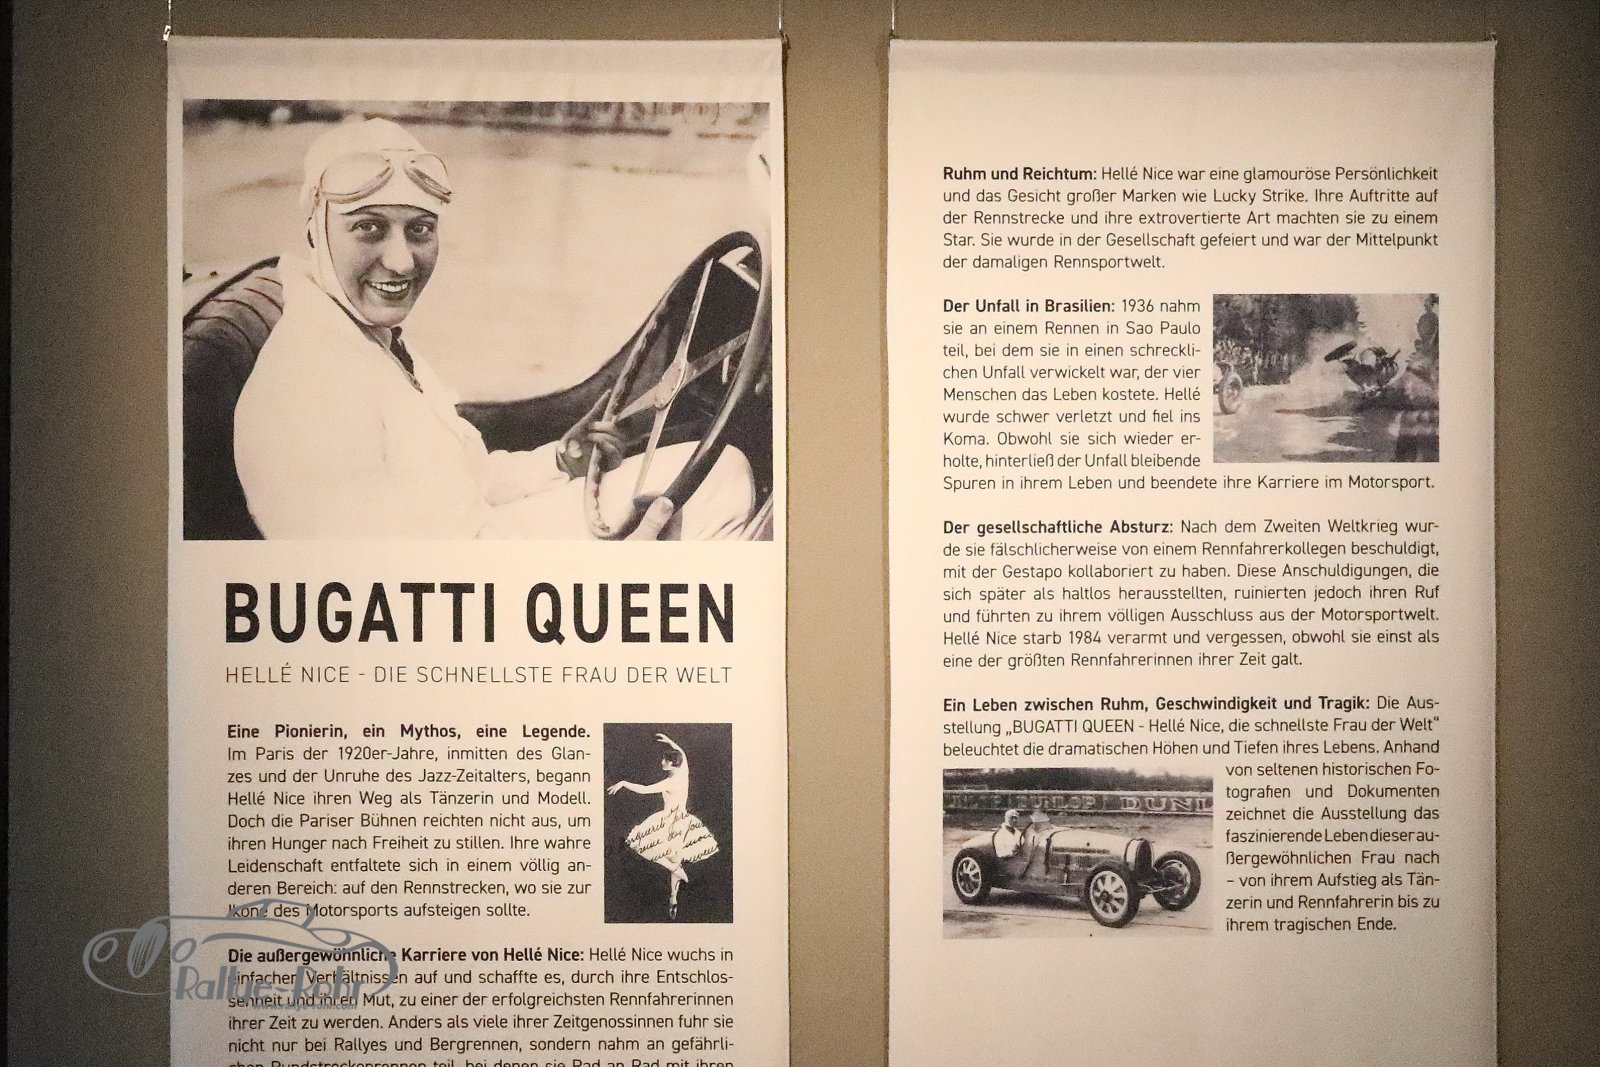 BUGATTI QUEEN
HELLÉ NICE - DIE SCHNELLSTE FRAU DER WELT
Eine Pionierin, ein Mythos, eine Legende.
Im Paris der 1920er-Jahre, inmitten des Glan-
zes und der Unruhe des Jazz-Zeitalters, begann
Hellé Nice ihren Weg als Tänzerin und Modell.
Doch die Pariser Bühnen reichten nicht aus, um
ihren Hunger nach Freiheit zu stillen. Ihre wahre
Leidenschaft entfaltete sich in einem völlig an-
deren Bereich: auf den Rennstrecken, wo sie zur
Ikone des Motorsports aufsteigen sollte.
Die außergewöhnliche Karriere von Hellé Nice: Hellé Nice wuchs in
einfachen Verhältnissen auf und schaffte es, durch ihre Entschlos-
senheit und ihren Mut, zu einer der erfolgreichsten Rennfahrerinnen
ihrer Zeit zu werden. Anders als viele ihrer Zeitgenossinnen fuhr sie
nicht nur bei Rallyes und Bergrennen, sondern nahm an gefährli-
chen Rundstreckenrennen teil, bei denen sie Rad an Rad mit ihren
Rallye-Rohr
www.rallye-rohr.com
Ruhm und Reichtum: Hellé Nice war eine glamouröse Persönlichkeit
und das Gesicht großer Marken wie Lucky Strike. Ihre Auftritte auf
der Rennstrecke und ihre extrovertierte Art machten sie zu einem
Star. Sie wurde in der Gesellschaft gefeiert und war der Mittelpunkt
der damaligen Rennsportwelt.
Der Unfall in Brasilien: 1936 nahm
sie an einem Rennen in Sao Paulo
teil, bei dem sie in einen schreckli-
chen Unfall verwickelt war, der vier
Menschen das Leben kostete. Hellé
wurde schwer verletzt und fiel ins
Koma. Obwohl sie sich wieder er-
holte, hinterließ der Unfall bleibende
Spuren in ihrem Leben und beendete ihre Karriere im Motorsport.
Der gesellschaftliche Absturz: Nach dem Zweiten Weltkrieg wur-
de sie fälschlicherweise von einem Rennfahrerkollegen beschuldigt,
mit der Gestapo kollaboriert zu haben. Diese Anschuldigungen, die
sich später als haltlos herausstellten, ruinierten jedoch ihren Ruf
und führten zu ihrem völligen Ausschluss aus der Motorsportwelt.
Hellé Nice starb 1984 verarmt und vergessen, obwohl sie einst als
eine der größten Rennfahrerinnen ihrer Zeit galt.
Ein Leben zwischen Ruhm, Geschwindigkeit und Tragik: Die Aus-
stellung „BUGATTI QUEEN - Hellé Nice, die schnellste Frau der Welt“
beleuchtet die dramatischen Höhen und Tiefen ihres Lebens. Anhand
von seltenen historischen Fo-
tografien und Dokumenten
zeichnet die Ausstellung das
faszinierende Leben dieser au-
ßergewöhnlichen Frau nach
– von ihrem Aufstieg als Tän-
zerin und Rennfahrerin bis zu
ihrem tragischen Ende.
DUNLOP DUNL